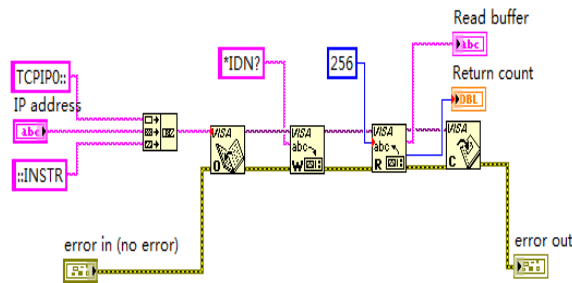 Read buffer
abc
TCPIP0::
*IDN?
256
Return count
DBL
IP address
abc
VISA
O
VISA
abc
W
VISA
abc
R
VISA
C
::INSTR
error in (no error)
error out